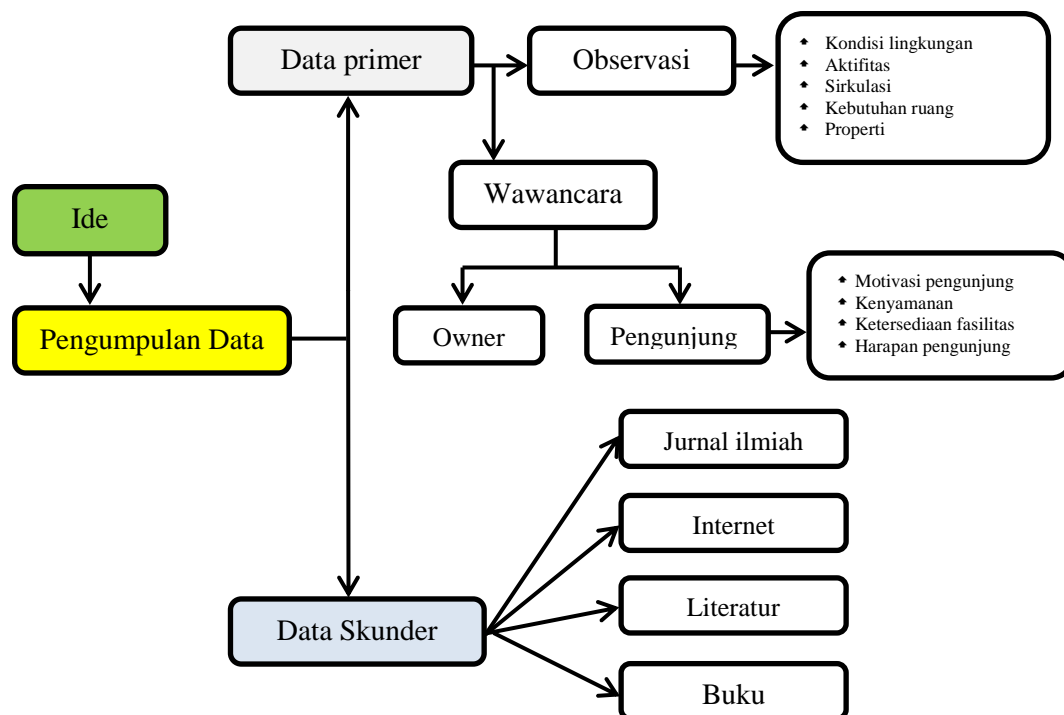 Data primer
Observasi
Kondisi lingkungan
Aktifitas
Sirkulasi
Kebutuhan ruang
Properti
Wawancara
Ide
Pengumpulan Data
Owner
Pengunjung
Motivasi pengunjung
Kenyamanan
Ketersediaan fasilitas
Harapan pengunjung
Jurnal ilmiah
Internet
Literatur
Data Skunder
Buku